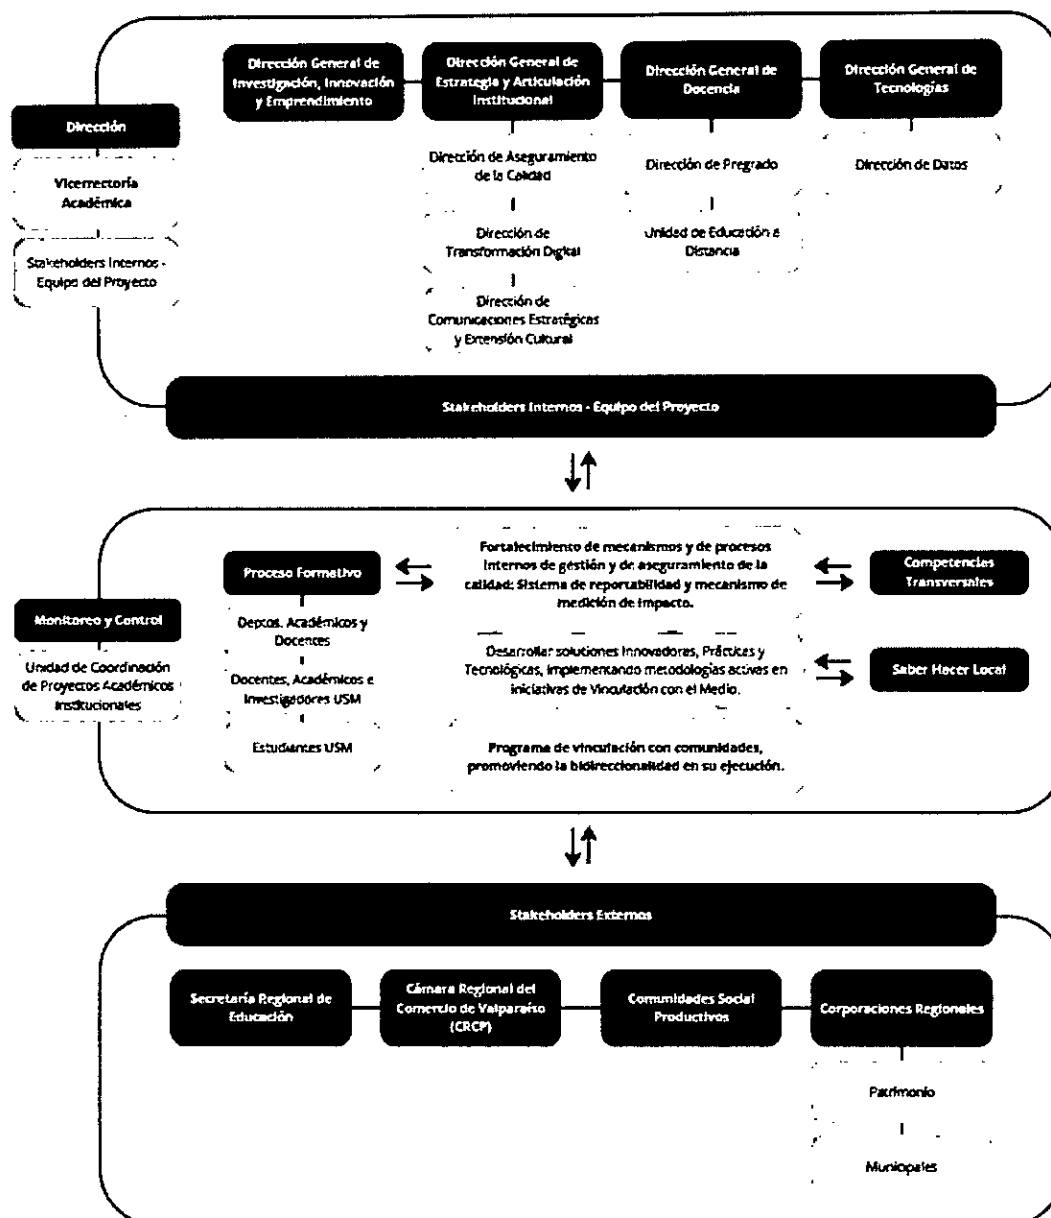 Dirección General de
Investigación, Innovación
y Emprendimiento
Dirección General de
Estrategia y Articulación
Institucional
Dirección General de
Docencia
Dirección General de
Tecnologías
Dirección
Vicerrectoría
Académica
Stakeholders Internos -
Equipo del Proyecto
Dirección de Aseguramiento
de la Calidad
Dirección de
Transformación Digital
Dirección de
Comunicaciones Estratégicas
y Extensión Cultural
Dirección de Pregrado
Unidad de Educación a
Distancia
Dirección de Datos
Stakeholders Internos - Equipo del Proyecto
Monitoreo y Control
Unidad de Coordinación
de Proyectos Académicos
Institucionales
Proceso Formativo
Deptos. Académicos y
Docentes
Docentes, Académicos e
Investigadores USM
Estudiantes USM
Fortalecimiento de mecanismos y de procesos
internos de gestión y de aseguramiento de la
calidad: Sistema de reportabilidad y mecanismo de
medición de impacto.
Desarrollar soluciones Innovadoras, Prácticas y
Tecnológicas, implementando metodologías activas en
iniciativas de Vinculación con el Medio.
Programa de vinculación con comunidades,
promoviendo la bidireccionalidad en su ejecución.
Competencias
Transversales
Saber Hacer Local
Stakeholders Externos
Secretaría Regional de
Educación
Cámara Regional del
Comercio de Valparaíso
(CRCP)
Comunidades Social
Productivos
Corporaciones Regionales
Patrimonio
Municipales